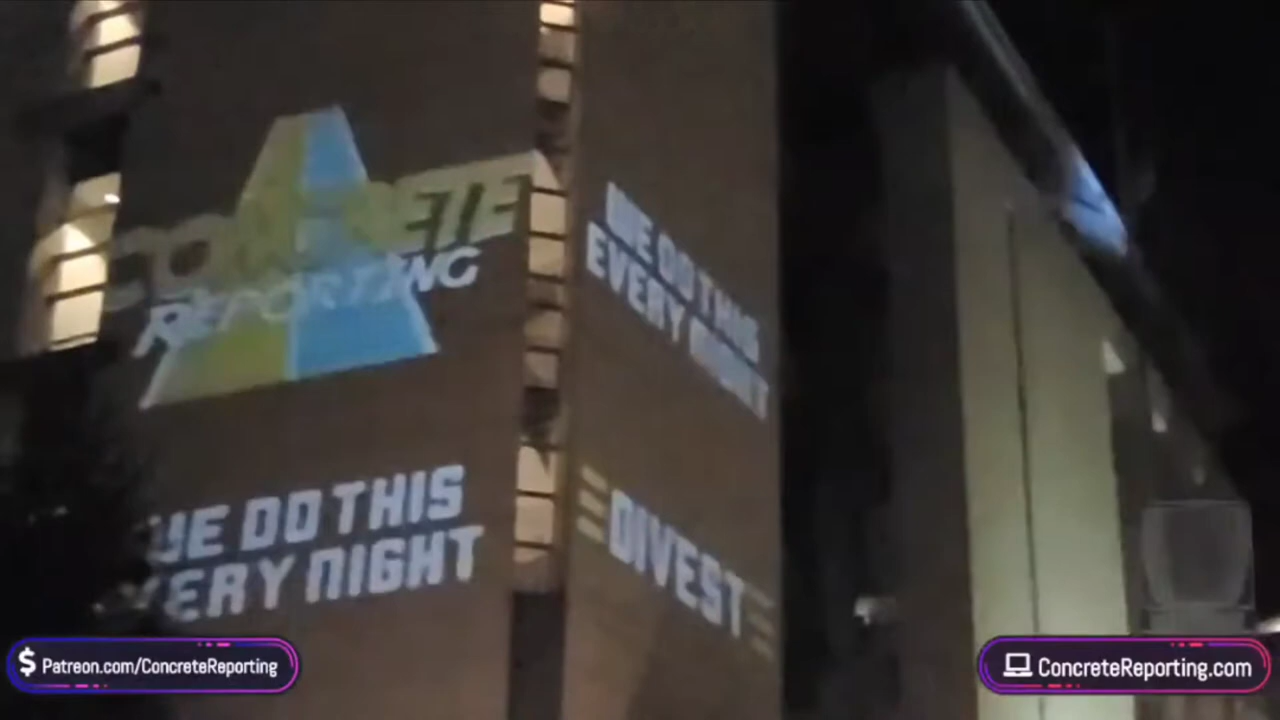 CONCRETE
REPORTING
WE DO THIS
EVERY NIGHT
WE DO THIS
EVERY NIGHT
DIVEST
$ Patreon.com/ConcreteReporting
ConcreteReporting.com